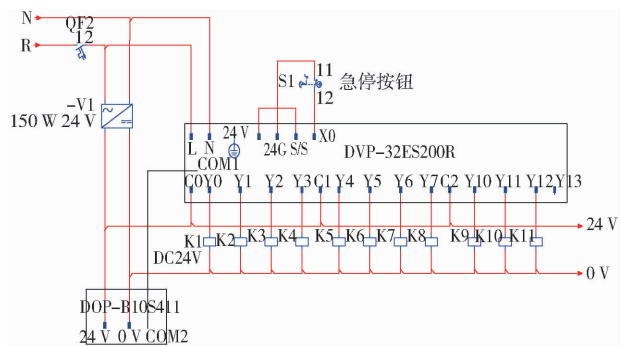 N
QF2
R
12
S1
11
12
急停按钮
-V1
150 W 24 V
24 V
L N
24G S/S
X0
DVP-32ES200R
COM1
C0 Y0 Y1 Y2 Y3 C1 Y4 Y5 Y6 Y7 C2 Y10 Y11 Y12 Y13
24 V
K1 K2 K3 K4 K5 K6 K7 K8 K9 K10 K11
DC24V
0 V
DOP-B10S411
24 V 0 V COM2